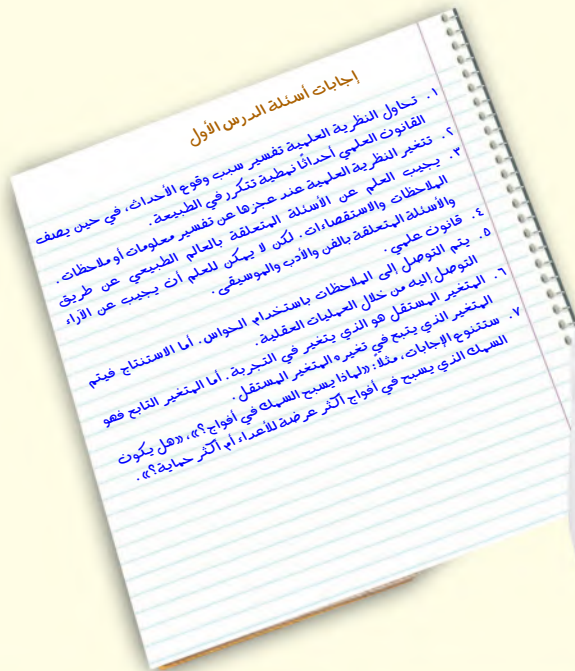 إجابات أسئلة الدرس الأول
١. تحاول النظرية العلمية تفسير سبب وقوع الأحداث، في حين يصف
القانون العلمي أحداثًا نمطية تتكرر في الطبيعة.
٢. تتغير النظرية العلمية عند عجزها عن تفسير معلومات أو ملاحظات.
٣. يجيب العلم عن الأسئلة المتعلقة بالعالم الطبيعي عن طريق
الملاحظات والاستقصاءات. لكن لا يمكن للعلم أن يجيب عن الآراء
والأسئلة المتعلقة بالفن والأدب والموسيقى.
٤. قانون علمي.
٥. يتم التوصل إلى الملاحظات باستخدام الحواس. أما الاستنتاج فيتم
التوصل إليه من خلال العمليات العقلية.
٦. المتغير المستقل هو الذي يتغير في التجربة. أما المتغير التابع فهو
المتغير الذي يتبع في تغيره المتغير المستقل.
٧. ستتنوع الإجابات، مثلًا: «لماذا يسبح السمك في أفواج؟»، «هل يكون
السمك الذي يسبح في أفواج أكثر عرضة للأعداء أم أكثر حماية؟».